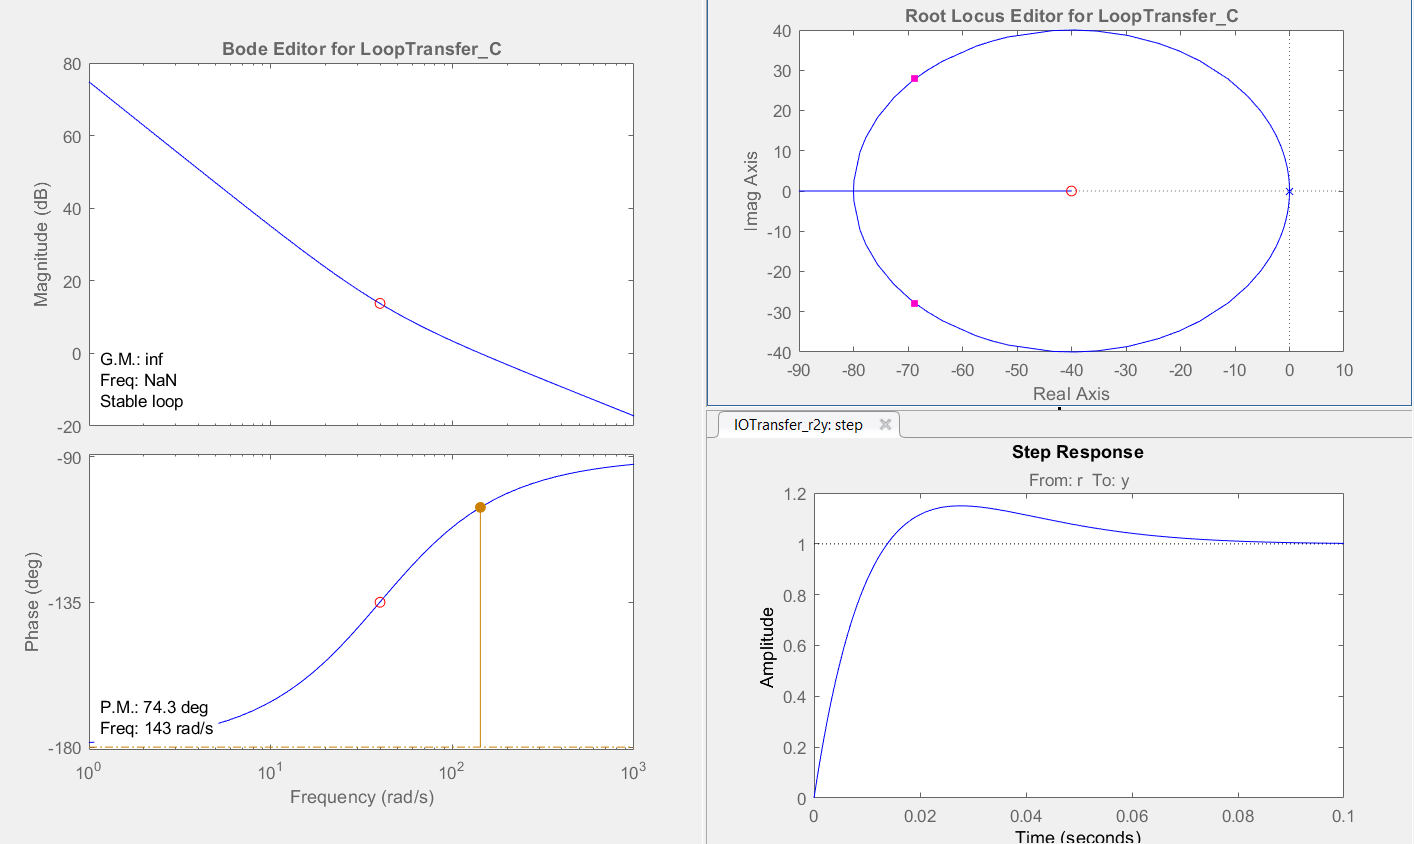 Bode Editor for LoopTransfer_C
80
60
40
20
0
-20
Magnitude (dB)
G.M.: inf
Freq: NaN
Stable loop
-90
-135
-180
Phase (deg)
P.M.: 74.3 deg
Freq: 143 rad/s
10^0 10^1 10^2 10^3
Frequency (rad/s)
Root Locus Editor for LoopTransfer_C
40
30
20
10
0
-10
-20
-30
-40
Imag Axis
-90 -80 -70 -60 -50 -40 -30 -20 -10 0 10
Real Axis
IOTransfer_r2y: step
Step Response
From: r To: y
1.2
1
0.8
0.6
0.4
0.2
0
Amplitude
0 0.02 0.04 0.06 0.08 0.1
Time (seconds)